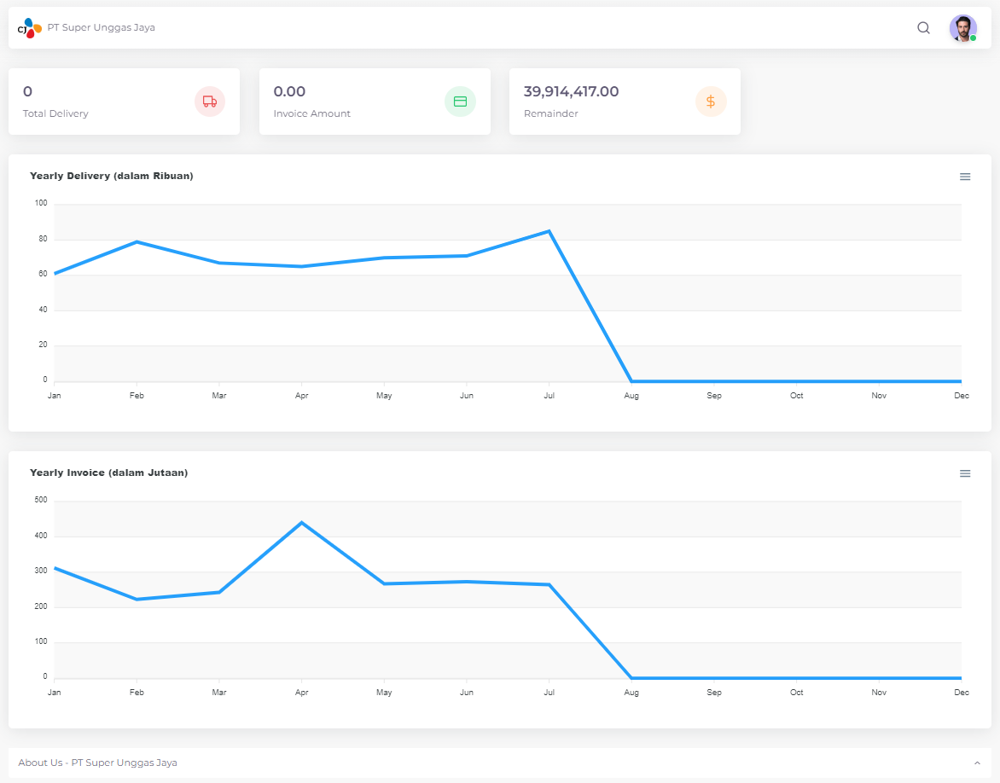 CJ PT Super Unggas Jaya
0
Total Delivery
0.00
Invoice Amount
39,914,417.00
Remainder
Yearly Delivery (dalam Ribuan)
100
80
60
40
20
0
Jan Feb Mar Apr May Jun Jul Aug Sep Oct Nov Dec
Yearly Invoice (dalam Jutaan)
500
400
300
200
100
0
Jan Feb Mar Apr May Jun Jul Aug Sep Oct Nov Dec
About Us - PT Super Unggas Jaya